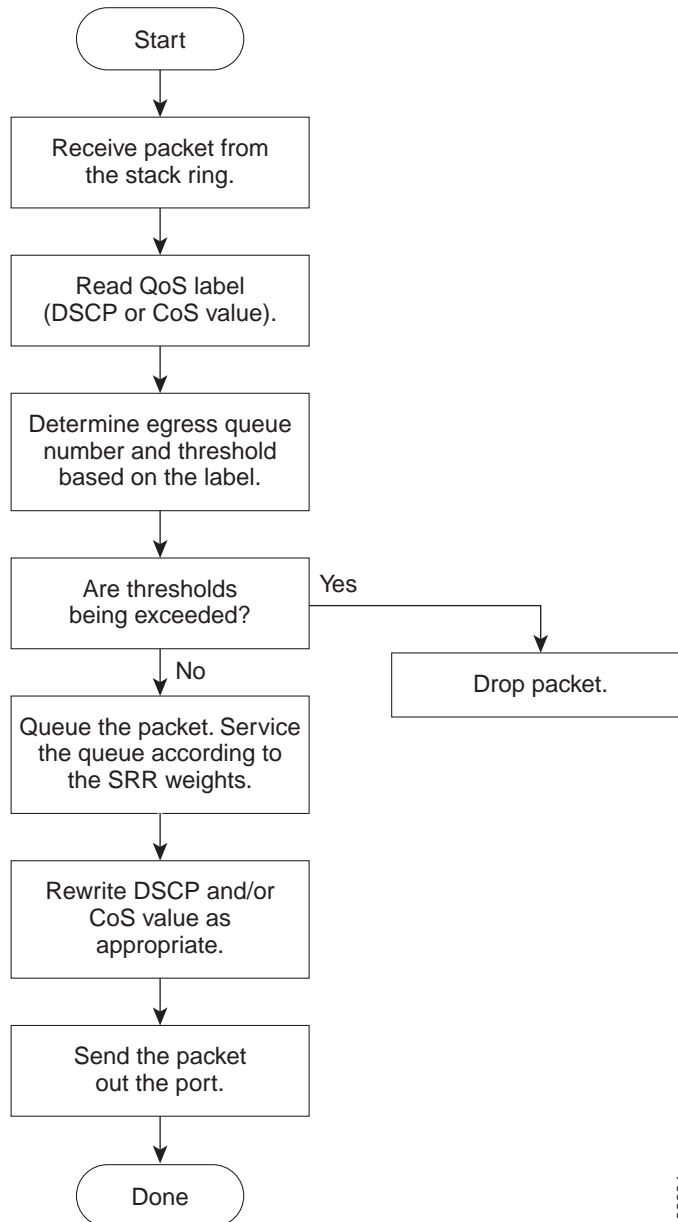 Start
Receive packet from
the stack ring.
Read QoS label
(DSCP or CoS value).
Determine egress queue
number and threshold
based on the label.
Are thresholds
being exceeded?
Yes
No
Drop packet.
Queue the packet. Service
the queue according to
the SRR weights.
Rewrite DSCP and/or
CoS value as
appropriate.
Send the packet
out the port.
Done